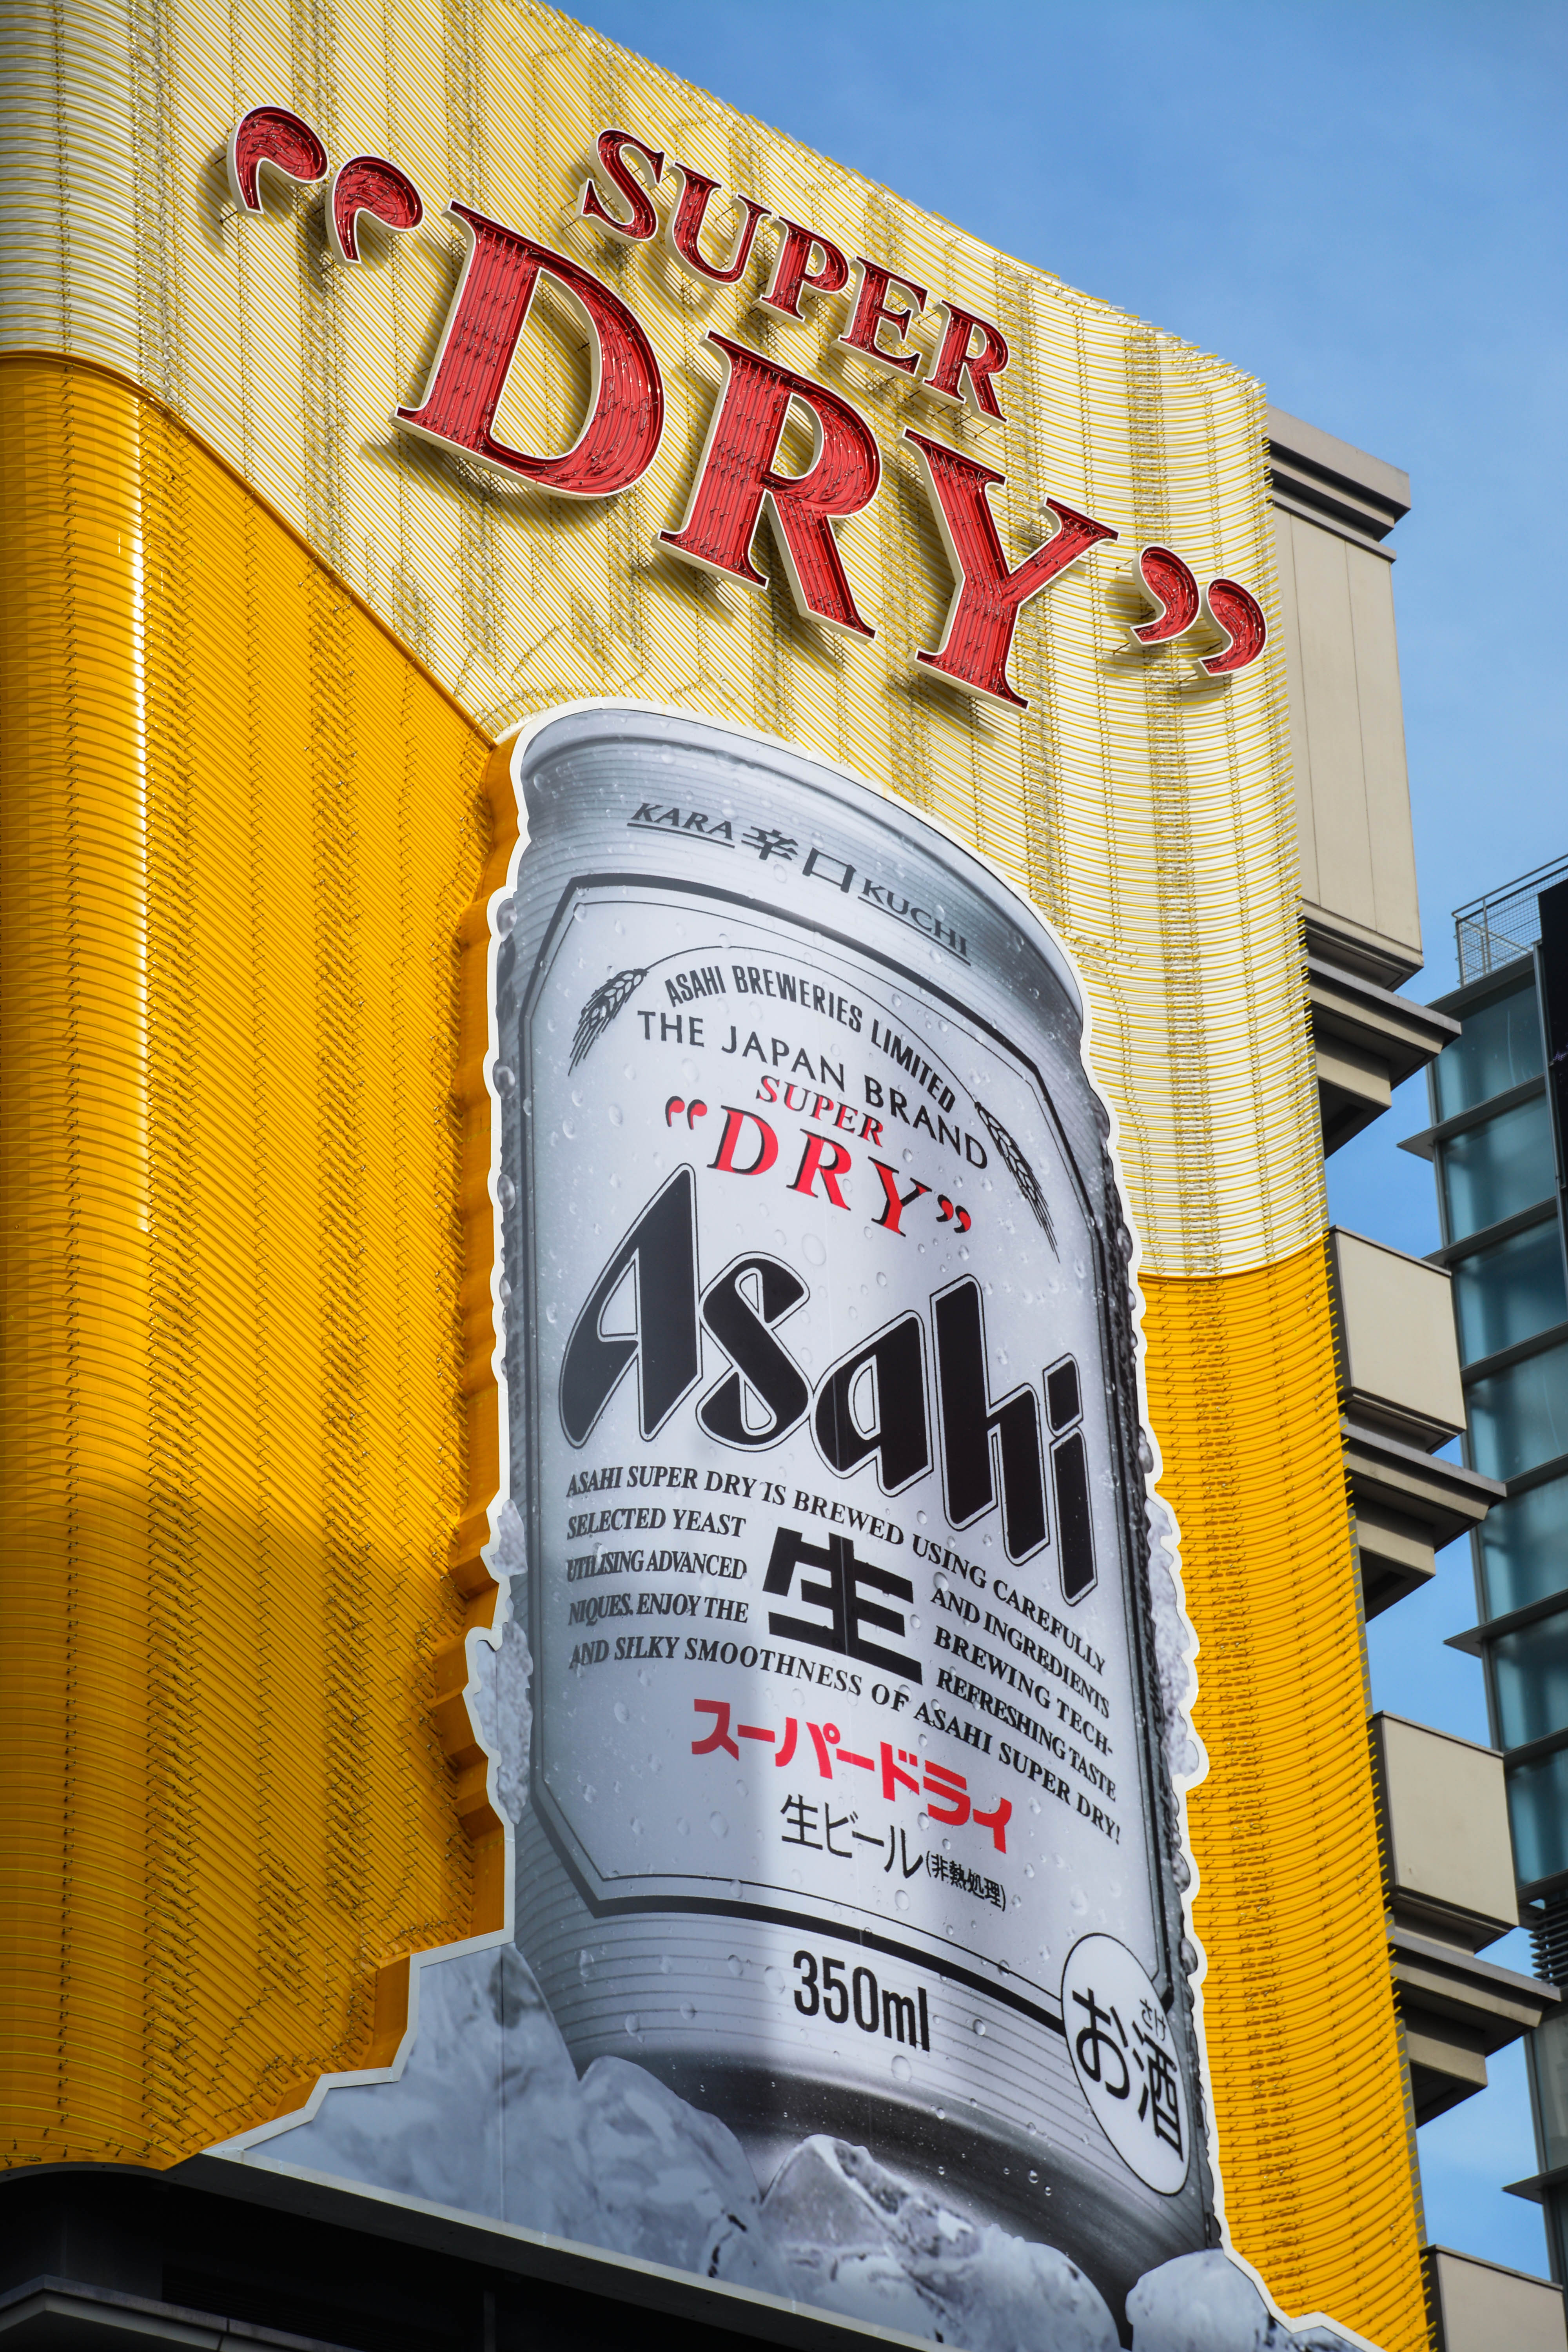 SUPER
“DRY”
KARA 辛口 KUCHI
ASAHI BREWERIES LIMITED
THE JAPAN BRAND
SUPER
“DRY”
Asahi
ASAHI SUPER DRY IS BREWED USING CAREFULLY
SELECTED YEAST AND INGREDIENTS
UTILISING ADVANCED BREWING TECH-
NIQUES. ENJOY THE REFRESHING TASTE
AND SILKY SMOOTHNESS OF ASAHI SUPER DRY!
生
スーパードライ
生ビール(非熱処理)
350ml
さけ
お酒